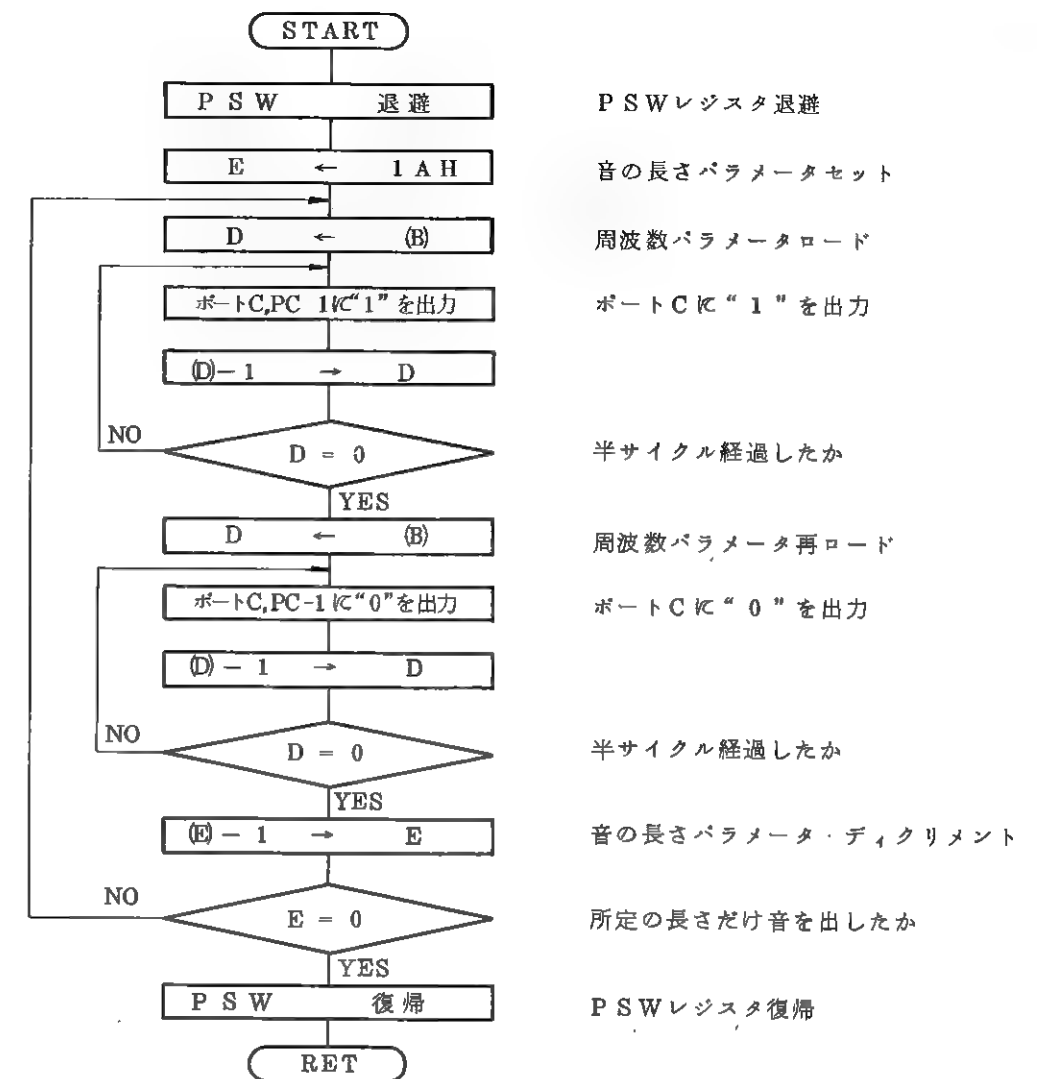 START
PSW 退避 PSWレジスタ退避
E ← 1AH 音の長さパラメータセット
D ← (B) 周波数パラメータロード
ポートC,PC 1に“1”を出力 ポートCに“1”を出力
(D)－1 → D
NO D = 0 半サイクル経過したか
YES
D ← (B) 周波数パラメータ再ロード
ポートC,PC-1に“0”を出力 ポートCに“0”を出力
(D)－1 → D
NO D = 0 半サイクル経過したか
YES
(E)－1 → E 音の長さパラメータ・ディクリメント
NO E = 0 所定の長さだけ音を出したか
YES
PSW 復帰 PSWレジスタ復帰
RET